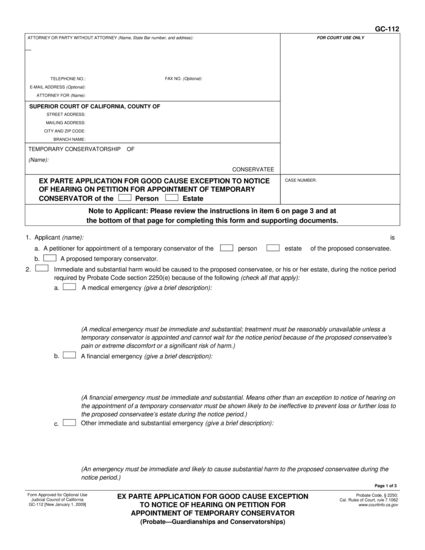 GC-112
ATTORNEY OR PARTY WITHOUT ATTORNEY (Name, State Bar number, and address):
FOR COURT USE ONLY
TELEPHONE NO.: FAX NO. (Optional):
E-MAIL ADDRESS (Optional):
ATTORNEY FOR (Name):
SUPERIOR COURT OF CALIFORNIA, COUNTY OF
STREET ADDRESS:
MAILING ADDRESS:
CITY AND ZIP CODE:
BRANCH NAME:
TEMPORARY CONSERVATORSHIP OF
(Name):
CONSERVATEE
EX PARTE APPLICATION FOR GOOD CAUSE EXCEPTION TO NOTICE
OF HEARING ON PETITION FOR APPOINTMENT OF TEMPORARY
CONSERVATOR of the Person Estate
CASE NUMBER:
Note to Applicant: Please review the instructions in item 6 on page 3 and at
the bottom of that page for completing this form and supporting documents.
1. Applicant (name): is
a. A petitioner for appointment of a temporary conservator of the person estate of the proposed conservatee.
b. A proposed temporary conservator.
2. Immediate and substantial harm would be caused to the proposed conservatee, or his or her estate, during the notice period
required by Probate Code section 2250(e) because of the following (check all that apply):
a. A medical emergency (give a brief description):
(A medical emergency must be immediate and substantial; treatment must be reasonably unavailable unless a
temporary conservator is appointed and cannot wait for the notice period because of the proposed conservatee's
pain or extreme discomfort or a significant risk of harm.)
b. A financial emergency (give a brief description):
(A financial emergency must be immediate and substantial. Means other than an exception to notice of hearing on
the appointment of a temporary conservator must be shown likely to be ineffective to prevent loss or further loss to
the proposed conservatee's estate during the notice period.)
c. Other immediate and substantial emergency (give a brief description):
(An emergency must be immediate and likely to cause substantial harm to the proposed conservatee during the
notice period.)
Page 1 of 3
Form Approved for Optional Use
Judicial Council of California
GC-112 [New January 1, 2009]
EX PARTE APPLICATION FOR GOOD CAUSE EXCEPTION
TO NOTICE OF HEARING ON PETITION FOR
APPOINTMENT OF TEMPORARY CONSERVATOR
(Probate—Guardianships and Conservatorships)
Probate Code, § 2250;
Cal. Rules of Court, rule 7.1062
www.courtinfo.ca.gov